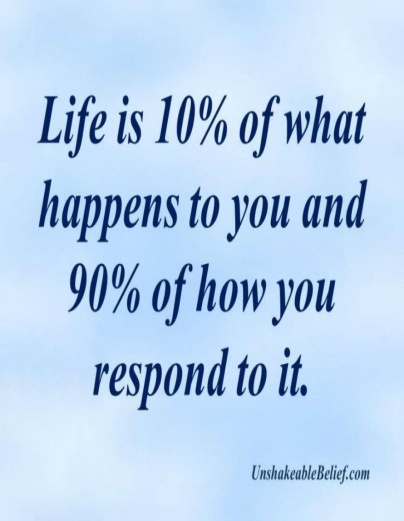 Life is 10% of what
happens to you and
90% of how you
respond to it.
UnshakeableBelief.com